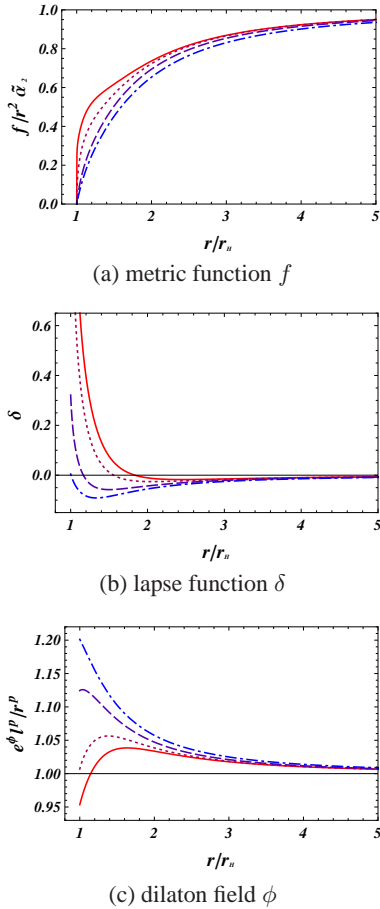 1.0
0.8
0.6
0.4
0.2
0.0
f/r² α̃₂
1 2 3 4 5
r/r_H
(a) metric function f
0.6
0.4
0.2
0.0
δ
1 2 3 4 5
r/r_H
(b) lapse function δ
1.20
1.15
1.10
1.05
1.00
0.95
e^ϕ l^p/r^p
1 2 3 4 5
r/r_H
(c) dilaton field ϕ